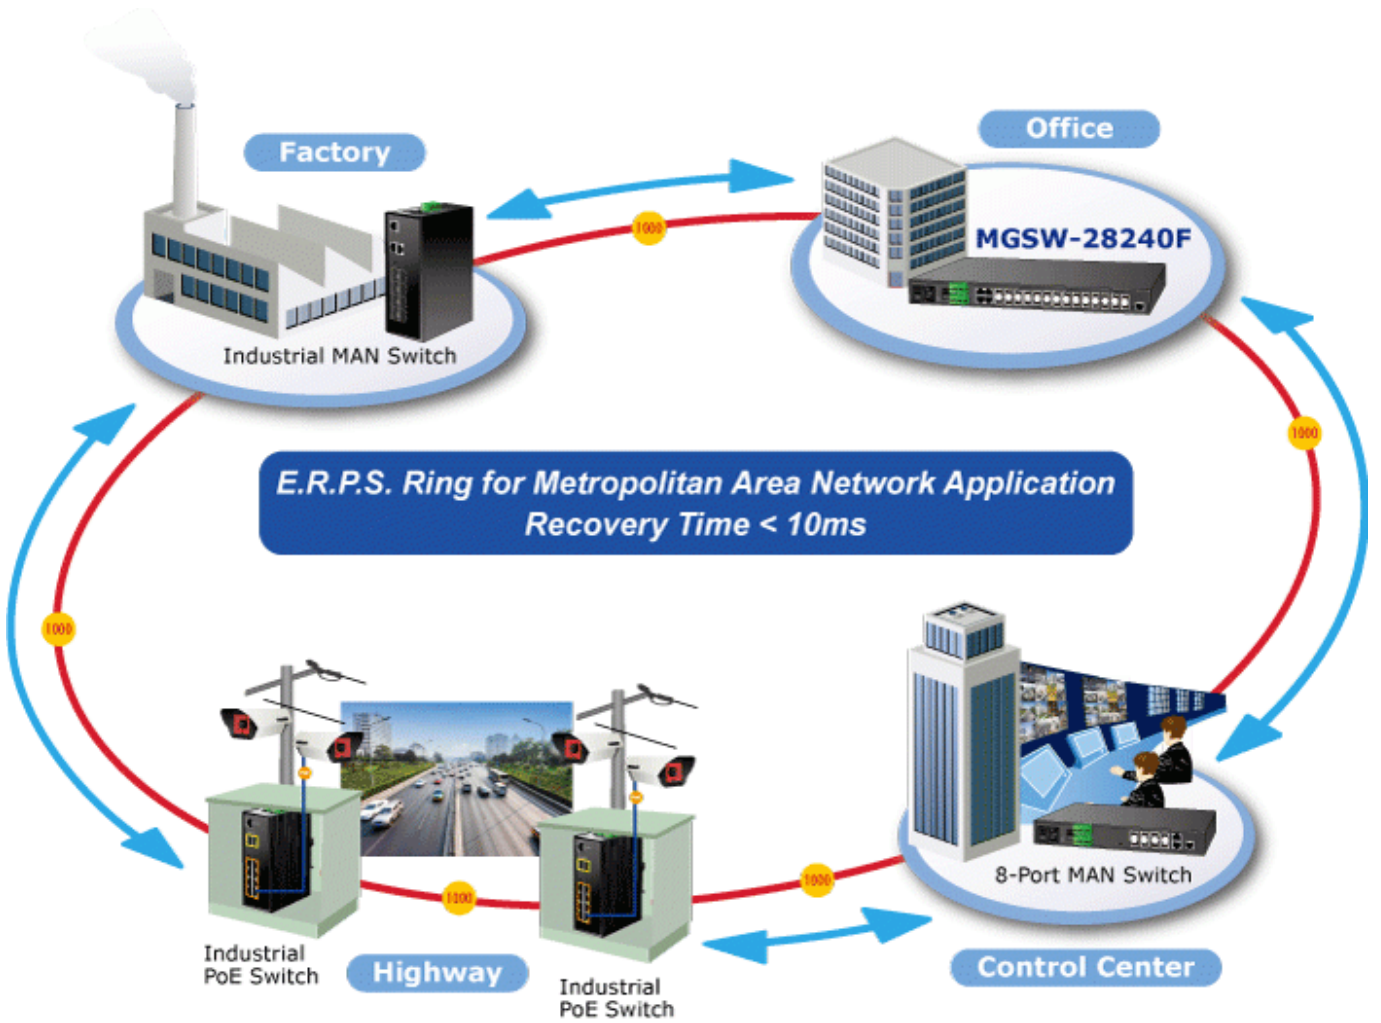 Office
Factory
1000
MGSW-28240F
Industrial MAN Switch
1000
E.R.P.S. Ring for Metropolitan Area Network Application
Recovery Time < 10ms
1000
8-Port MAN Switch
1000
1000
Industrial
PoE Switch
Highway
Control Center
Industrial
PoE Switch